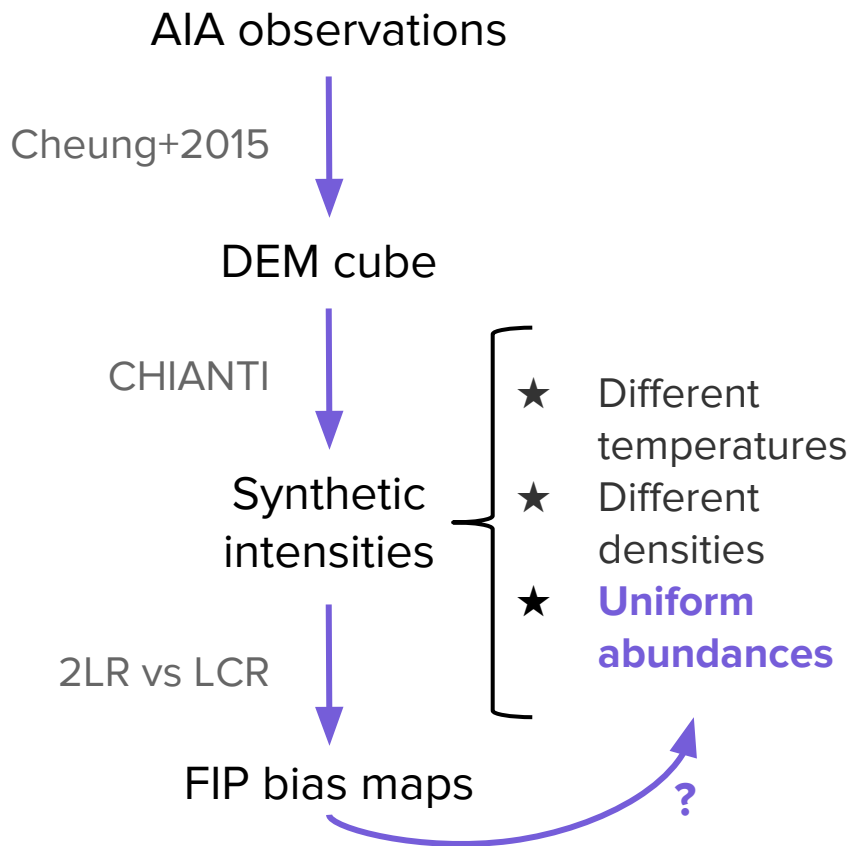 AIA observations
Cheung+2015
DEM cube
CHIANTI
Synthetic
intensities
★ Different
temperatures
★ Different
densities
★ Uniform
abundances
2LR vs LCR
FIP bias maps
?